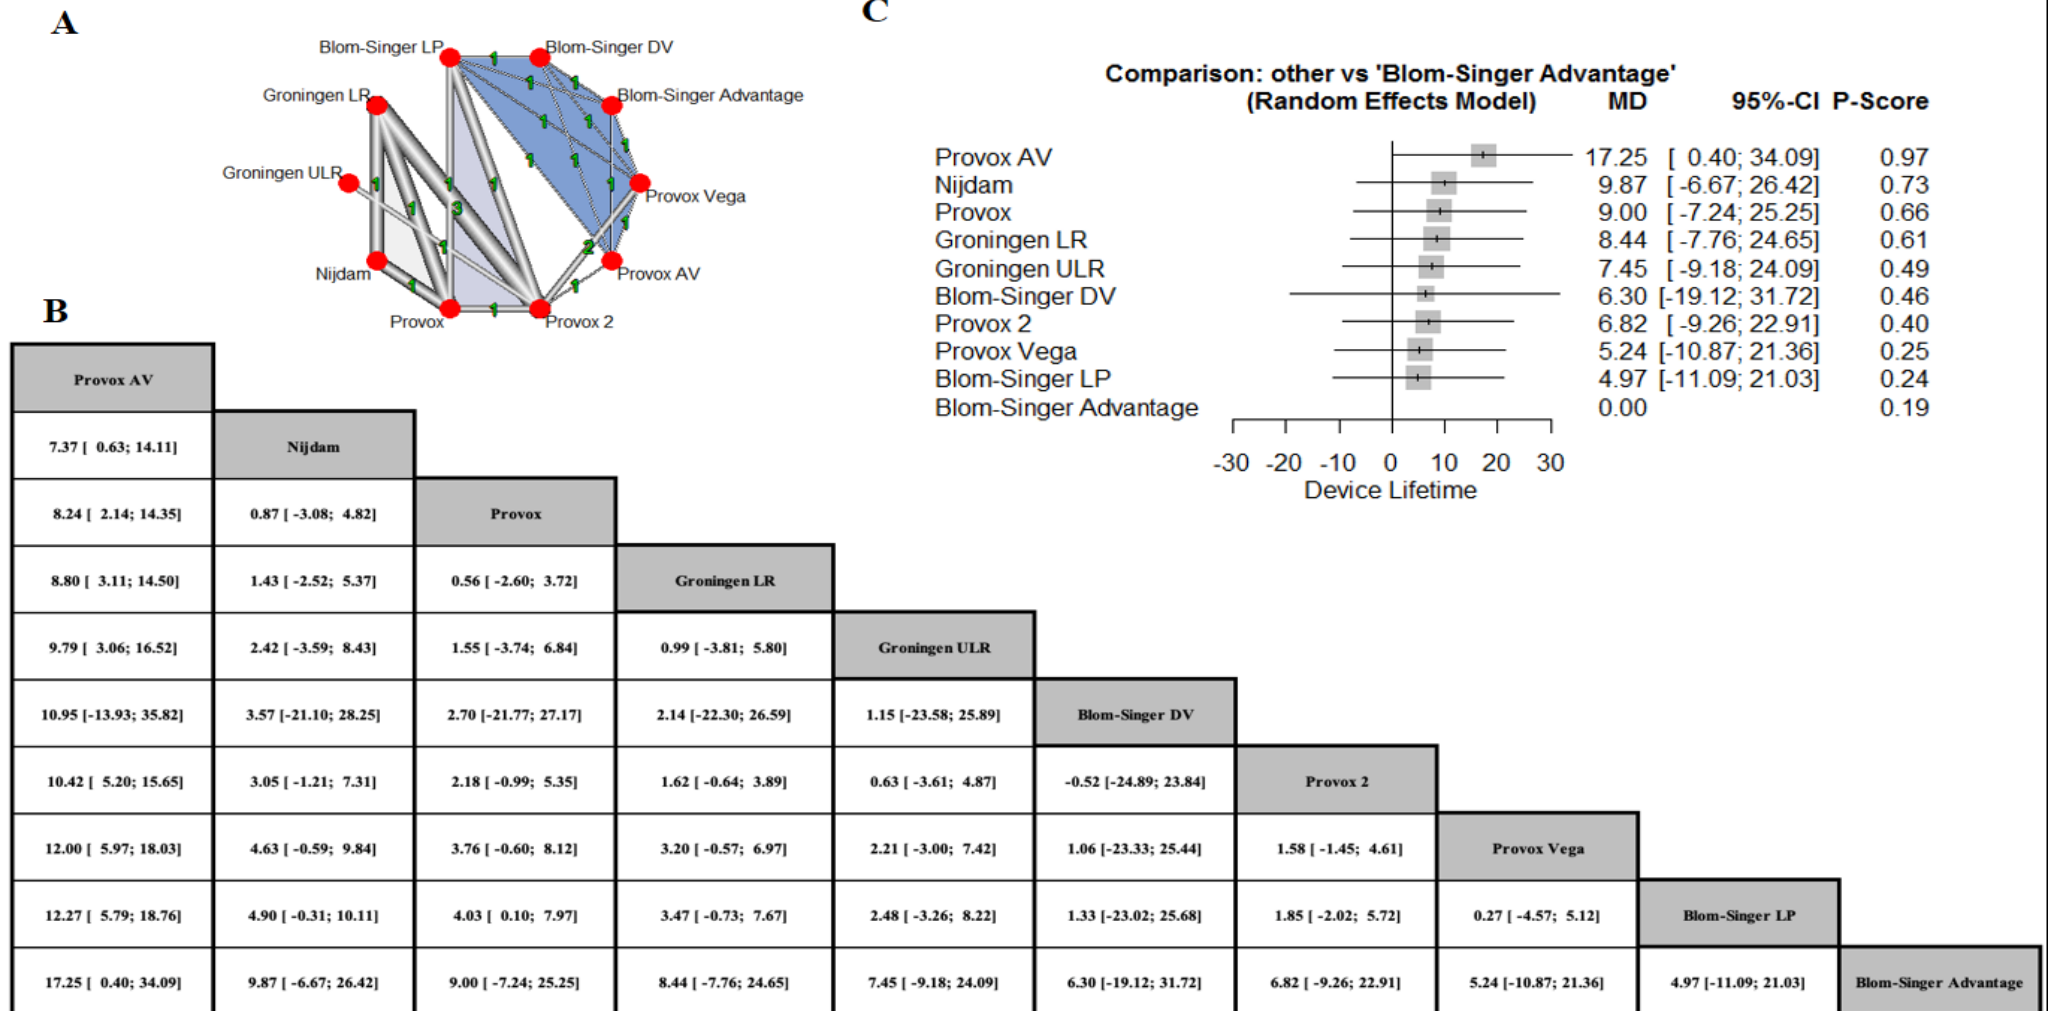 A
Blom-Singer LP
Blom-Singer DV
Groningen LR
Blom-Singer Advantage
Groningen ULR
Provox Vega
Nijdam
Provox AV
Provox
Provox 2
1
1
1
1
1
1
1
1
1
1
1
1
3
1
1
1
1
2
1
1
1
C
Comparison: other vs 'Blom-Singer Advantage'
(Random Effects Model) MD 95%-CI P-Score
Provox AV 17.25 [ 0.40; 34.09] 0.97
Nijdam 9.87 [ -6.67; 26.42] 0.73
Provox 9.00 [ -7.24; 25.25] 0.66
Groningen LR 8.44 [ -7.76; 24.65] 0.61
Groningen ULR 7.45 [ -9.18; 24.09] 0.49
Blom-Singer DV 6.30 [-19.12; 31.72] 0.46
Provox 2 6.82 [ -9.26; 22.91] 0.40
Provox Vega 5.24 [-10.87; 21.36] 0.25
Blom-Singer LP 4.97 [-11.09; 21.03] 0.24
Blom-Singer Advantage 0.00 0.19
-30 -20 -10 0 10 20 30
Device Lifetime
B
Provox AV
7.37 [ 0.63; 14.11] Nijdam
8.24 [ 2.14; 14.35] 0.87 [ -3.08; 4.82] Provox
8.80 [ 3.11; 14.50] 1.43 [ -2.52; 5.37] 0.56 [ -2.60; 3.72] Groningen LR
9.79 [ 3.06; 16.52] 2.42 [ -3.59; 8.43] 1.55 [ -3.74; 6.84] 0.99 [ -3.81; 5.80] Groningen ULR
10.95 [-13.93; 35.82] 3.57 [-21.10; 28.25] 2.70 [-21.77; 27.17] 2.14 [-22.30; 26.59] 1.15 [-23.58; 25.89] Blom-Singer DV
10.42 [ 5.20; 15.65] 3.05 [ -1.21; 7.31] 2.18 [ -0.99; 5.35] 1.62 [ -0.64; 3.89] 0.63 [ -3.61; 4.87] -0.52 [-24.89; 23.84] Provox 2
12.00 [ 5.97; 18.03] 4.63 [ -0.59; 9.84] 3.76 [ -0.60; 8.12] 3.20 [ -0.57; 6.97] 2.21 [ -3.00; 7.42] 1.06 [-23.33; 25.44] 1.58 [ -1.45; 4.61] Provox Vega
12.27 [ 5.79; 18.76] 4.90 [ -0.31; 10.11] 4.03 [ 0.10; 7.97] 3.47 [ -0.73; 7.67] 2.48 [ -3.26; 8.22] 1.33 [-23.02; 25.68] 1.85 [ -2.02; 5.72] 0.27 [ -4.57; 5.12] Blom-Singer LP
17.25 [ 0.40; 34.09] 9.87 [ -6.67; 26.42] 9.00 [ -7.24; 25.25] 8.44 [ -7.76; 24.65] 7.45 [ -9.18; 24.09] 6.30 [-19.12; 31.72] 6.82 [ -9.26; 22.91] 5.24 [-10.87; 21.36] 4.97 [-11.09; 21.03] Blom-Singer Advantage